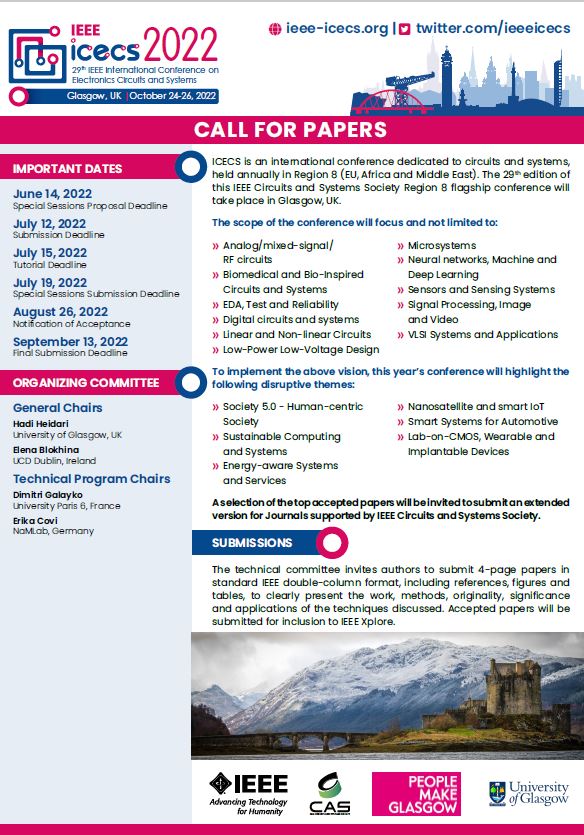 IEEE
icecs 2022
29th IEEE International Conference on
Electronics Circuits and Systems
Glasgow, UK | October 24-26, 2022
ieee-icecs.org | twitter.com/ieeeicecs
CALL FOR PAPERS
IMPORTANT DATES
June 14, 2022
Special Sessions Proposal Deadline
July 12, 2022
Submission Deadline
July 15, 2022
Tutorial Deadline
July 19, 2022
Special Sessions Submission Deadline
August 26, 2022
Notification of Acceptance
September 13, 2022
Final Submission Deadline
ORGANIZING COMMITTEE
General Chairs
Hadi Heidari
University of Glasgow, UK
Elena Blokhina
UCD Dublin, Ireland
Technical Program Chairs
Dimitri Galayko
University Paris 6, France
Erika Covi
NaMLab, Germany
ICECS is an international conference dedicated to circuits and systems,
held annually in Region 8 (EU, Africa and Middle East). The 29th edition of
this IEEE Circuits and Systems Society Region 8 flagship conference will
take place in Glasgow, UK.
The scope of the conference will focus and not limited to:
» Analog/mixed-signal/
RF circuits
» Biomedical and Bio-Inspired
Circuits and Systems
» EDA, Test and Reliability
» Digital circuits and systems
» Linear and Non-linear Circuits
» Low-Power Low-Voltage Design
» Microsystems
» Neural networks, Machine and
Deep Learning
» Sensors and Sensing Systems
» Signal Processing, Image
and Video
» VLSI Systems and Applications
To implement the above vision, this year's conference will highlight the
following disruptive themes:
» Society 5.0 - Human-centric
Society
» Sustainable Computing
and Systems
» Energy-aware Systems
and Services
» Nanosatellite and smart IoT
» Smart Systems for Automotive
» Lab-on-CMOS, Wearable and
Implantable Devices
A selection of the top accepted papers will be invited to submit an extended
version for Journals supported by IEEE Circuits and Systems Society.
SUBMISSIONS
The technical committee invites authors to submit 4-page papers in
standard IEEE double-column format, including references, figures and
tables, to clearly present the work, methods, originality, significance
and applications of the techniques discussed. Accepted papers will be
submitted for inclusion to IEEE Xplore.
IEEE
Advancing Technology
for Humanity
CAS
PEOPLE
MAKE
GLASGOW
University
of Glasgow